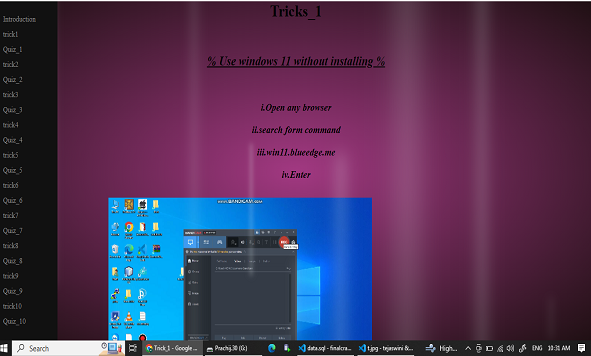 Tricks_1
% Use windows 11 without installing %
i.Open any browser
ii.search form command
iii.win11.blueedge.me
iv.Enter
Introduction
trick1
Quiz_1
trick2
Quiz_2
trick3
Quiz_3
trick4
Quiz_4
trick5
Quiz_5
trick6
Quiz_6
trick7
Quiz_7
trick8
Quiz_8
trick9
Quiz_9
trick10
Quiz_10
Search
Trick_1 - Google ...
Prachij.30 (G:)
data.sql - finalcra...
t.jpg - tejaswini &...
High...
ENG
10:31 AM